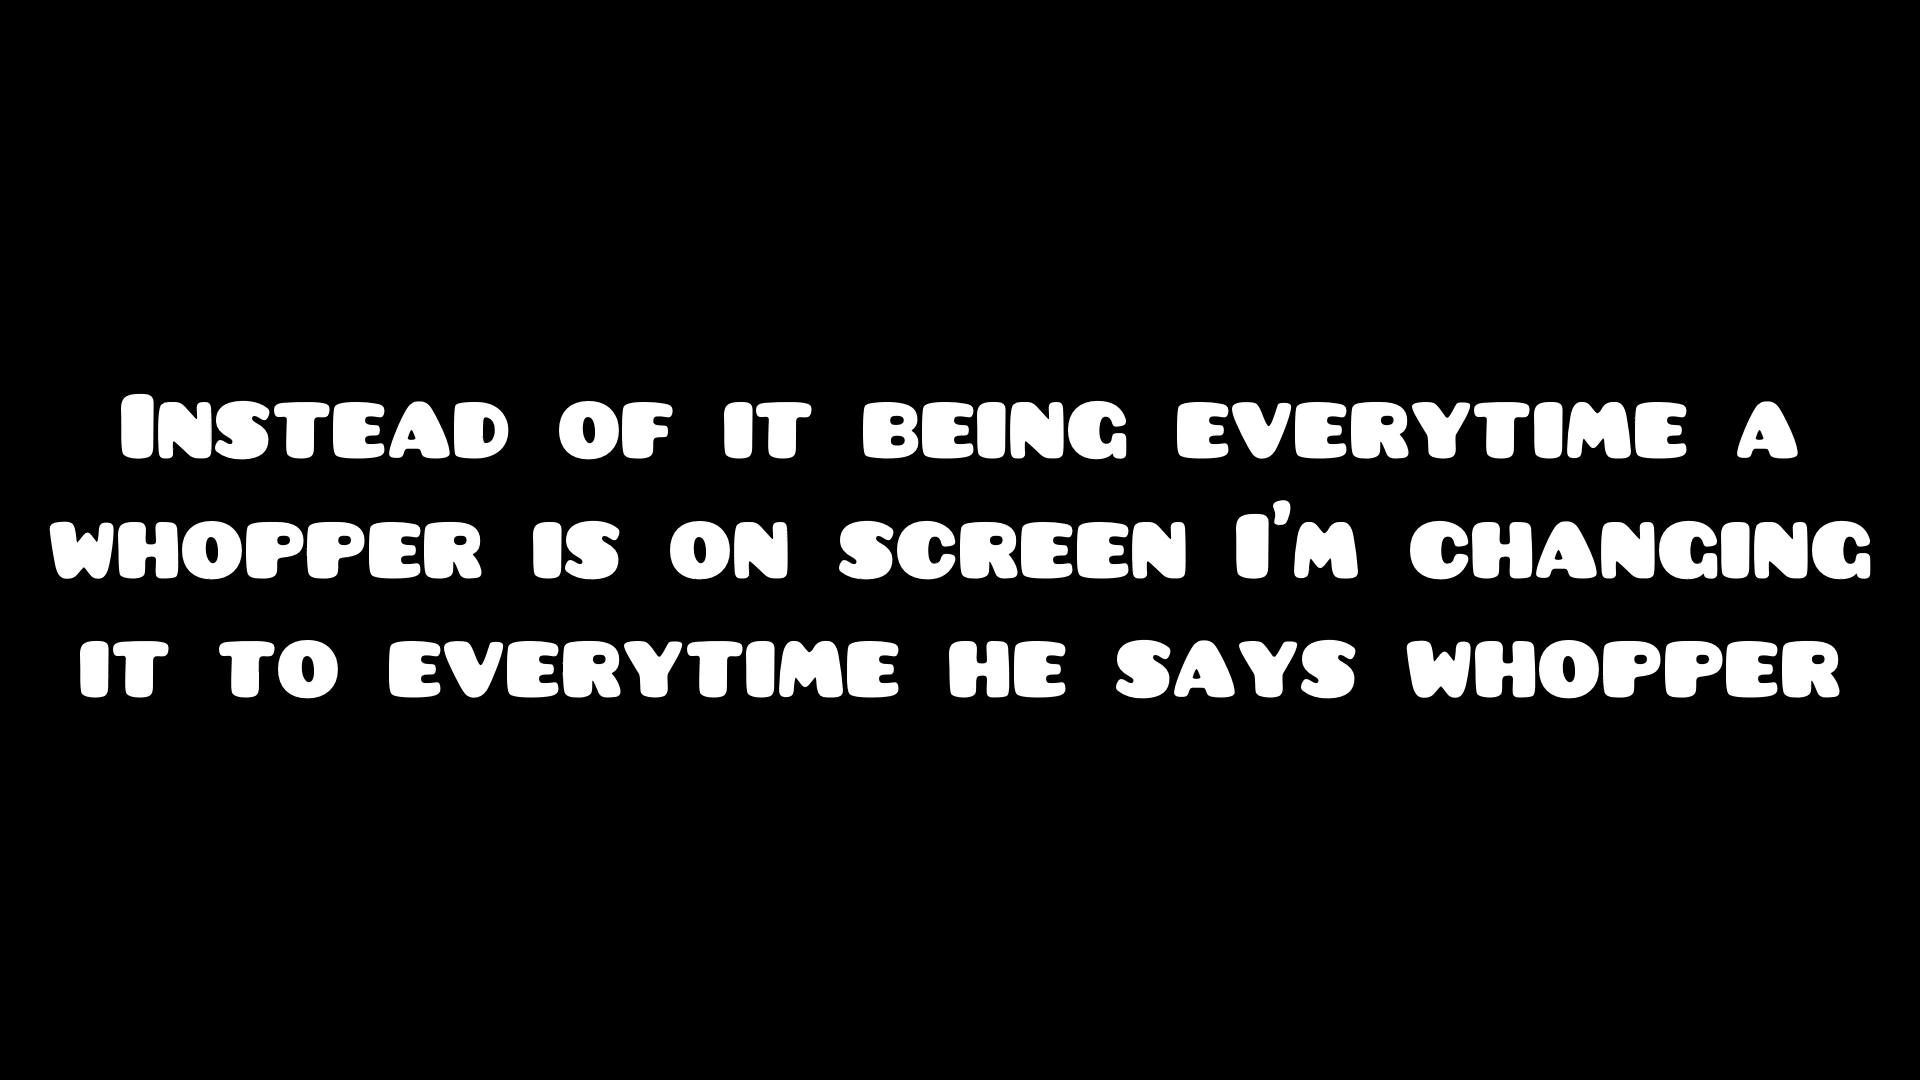 Instead of it being everytime a
whopper is on screen I'm changing
it to everytime he says whopper